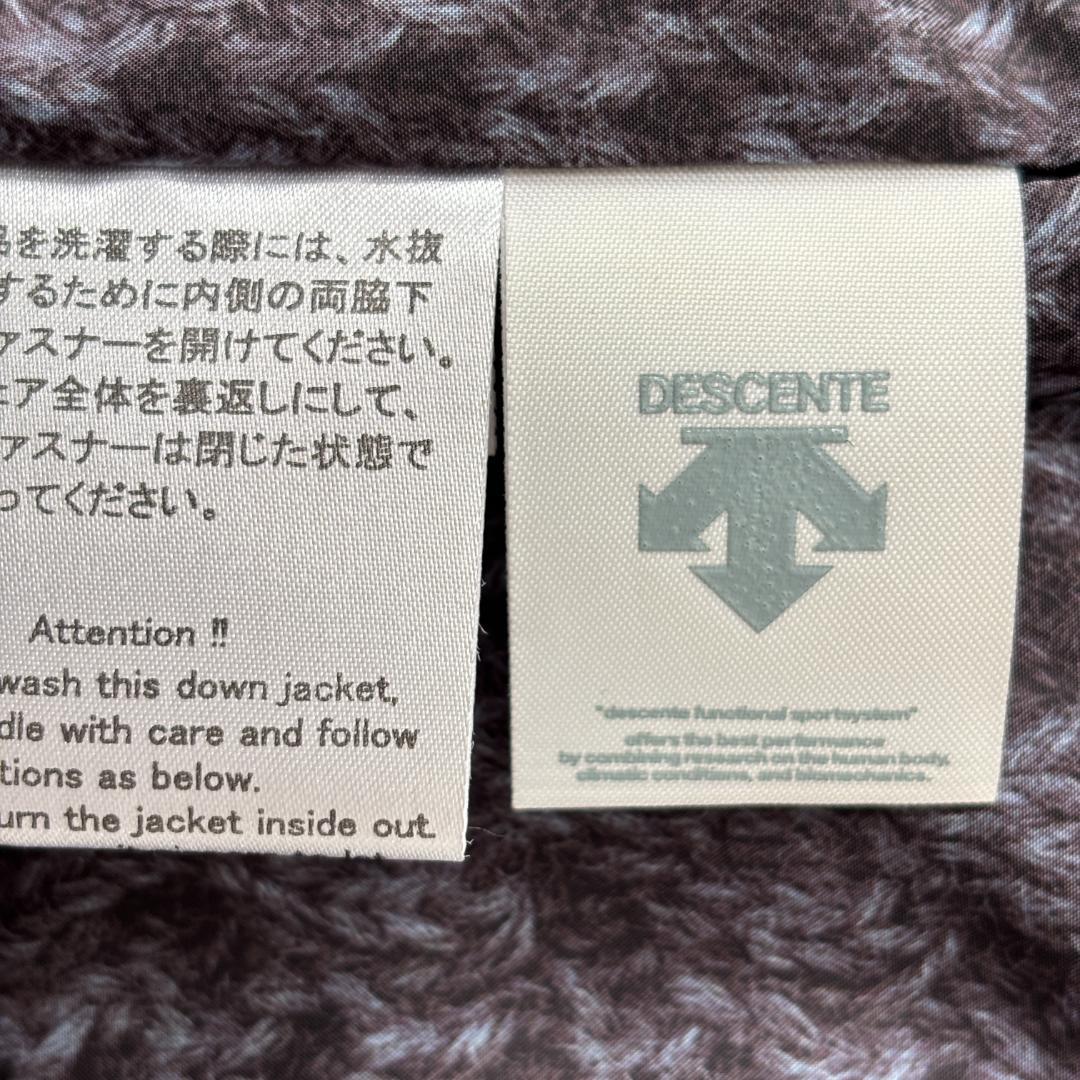 品を洗濯する際には、水抜
するために内側の両脇下
ァスナーを開けてください。
ェア全体を裏返しにして、
ァスナーは閉じた状態で
ってください。
Attention !!
wash this down jacket,
dle with care and follow
tions as below.
urn the jacket inside out.
DESCENTE
"descente functional sportsystem"
offers the best performance
by combining research on the human body,
climatic conditions, and biomechanics.